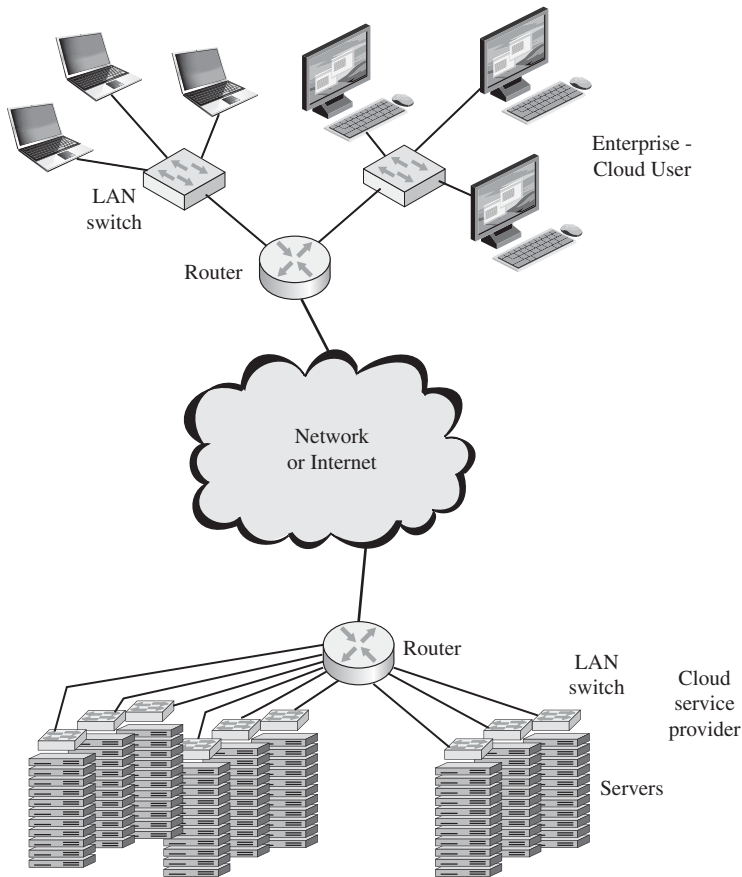 Enterprise -
Cloud User
LAN
switch
Router
Network
or Internet
Router
LAN
switch
Cloud
service
provider
Servers